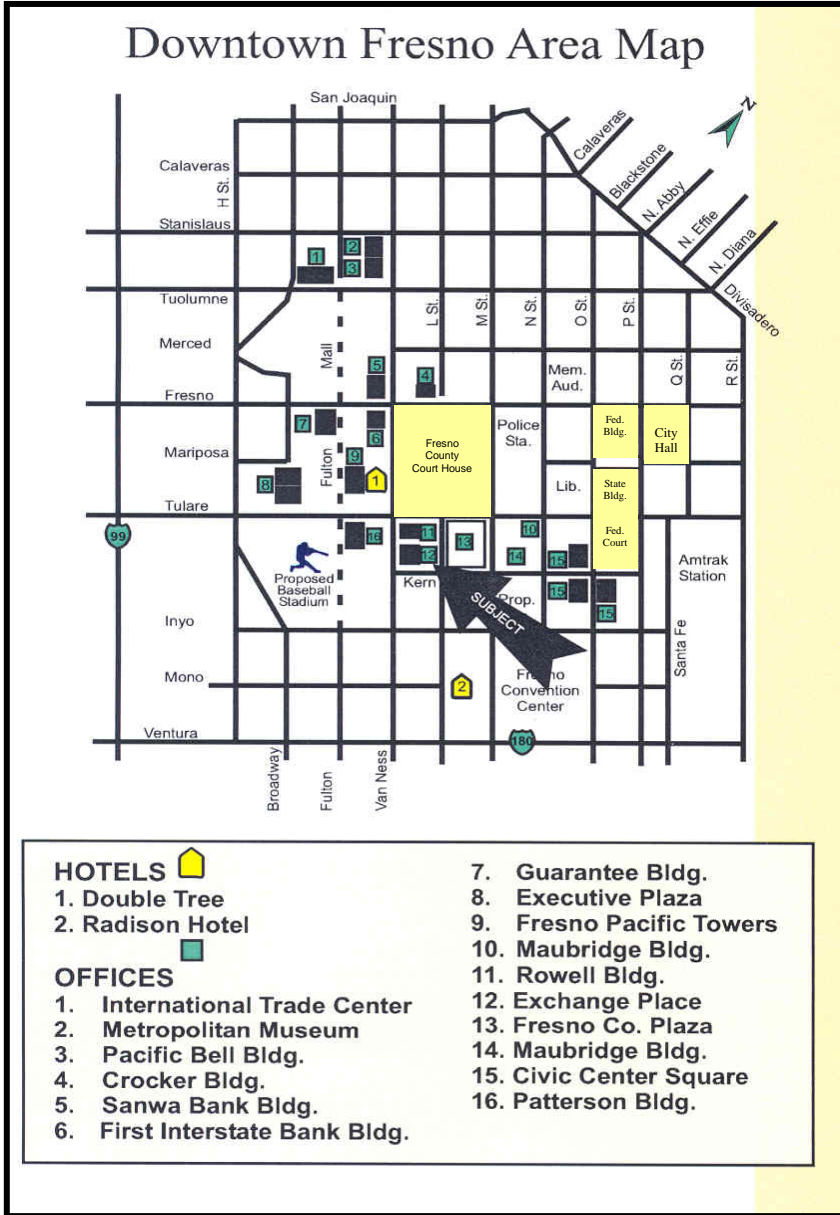 Downtown Fresno Area Map
San Joaquin
N
Calaveras
Calaveras
H St.
Blackstone
N. Abby
Stanislaus
N. Effie
1
2
3
N. Diana
Divisadero
Tuolumne
L St.
M St.
N St.
O St.
P St.
Merced
Mall
5
4
Mem.
Aud.
Q St.
R St.
Fresno
7
6
Fresno
County
Court House
Police
Sta.
Fed.
Bldg.
City
Hall
Mariposa
Fulton
9
8
1
Lib.
State
Bldg.
Tulare
99
16
11
12
13
10
14
15
Fed.
Court
Amtrak
Station
Proposed
Baseball
Stadium
Kern
SUBJECT
Prop.
15
15
Inyo
Santa Fe
Mono
2
Fresno
Convention
Center
Ventura
180
Broadway
Fulton
Van Ness
HOTELS
1. Double Tree
2. Radison Hotel
OFFICES
1. International Trade Center
2. Metropolitan Museum
3. Pacific Bell Bldg.
4. Crocker Bldg.
5. Sanwa Bank Bldg.
6. First Interstate Bank Bldg.
7. Guarantee Bldg.
8. Executive Plaza
9. Fresno Pacific Towers
10. Maubridge Bldg.
11. Rowell Bldg.
12. Exchange Place
13. Fresno Co. Plaza
14. Maubridge Bldg.
15. Civic Center Square
16. Patterson Bldg.